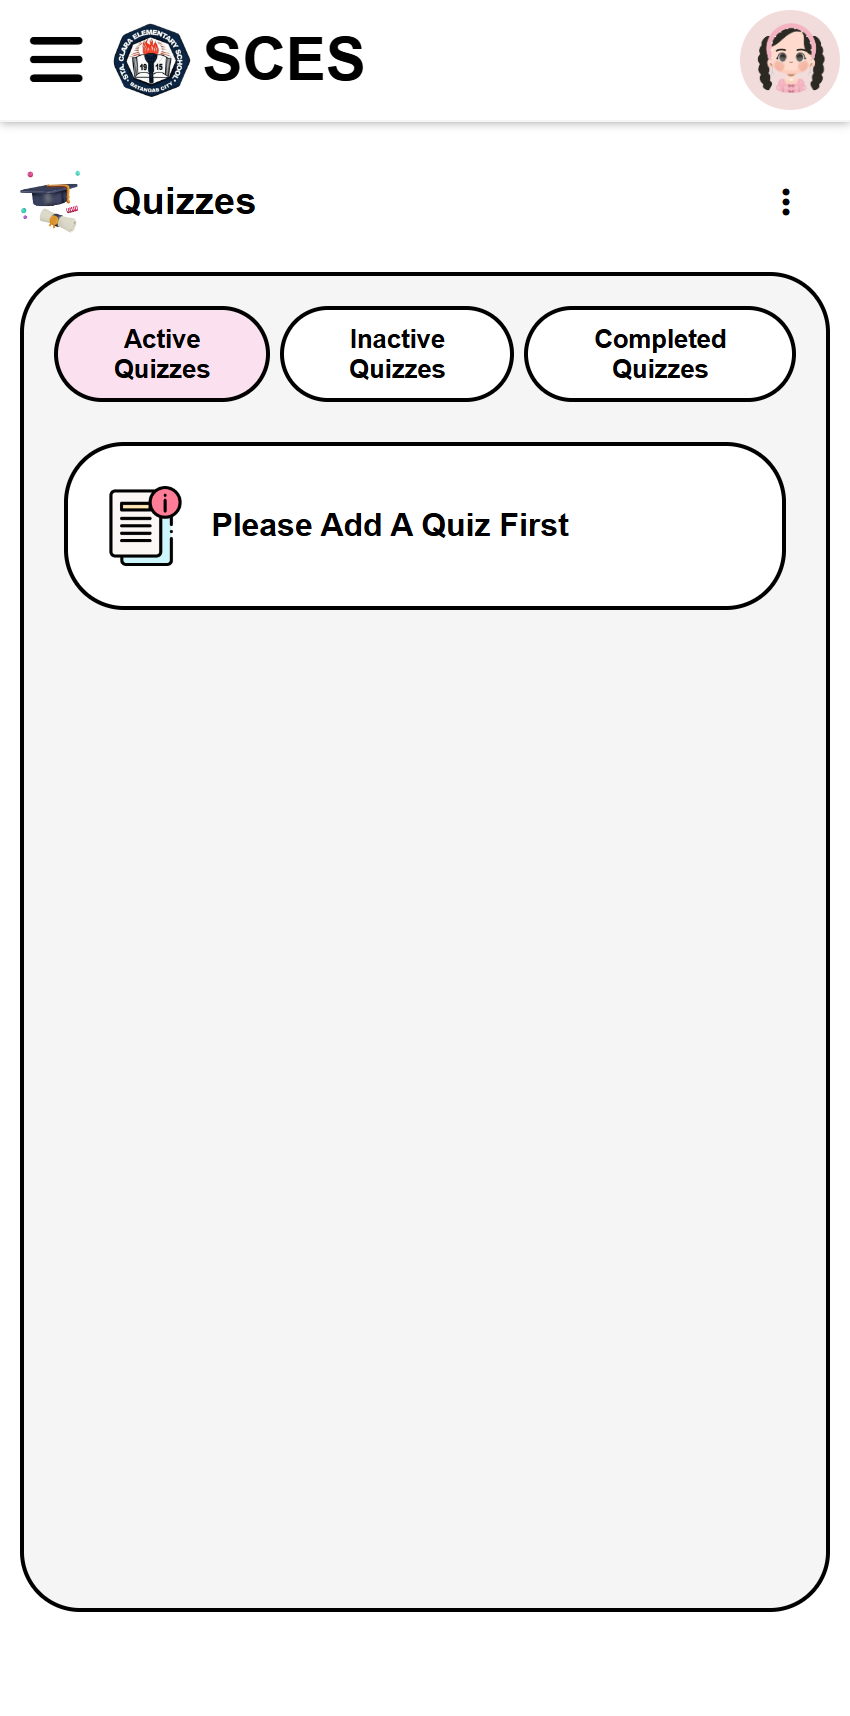 STA. CLARA ELEMENTARY SCHOOL
19 15
BATANGAS CITY
SCES
Quizzes
Active
Quizzes
Inactive
Quizzes
Completed
Quizzes
Please Add A Quiz First